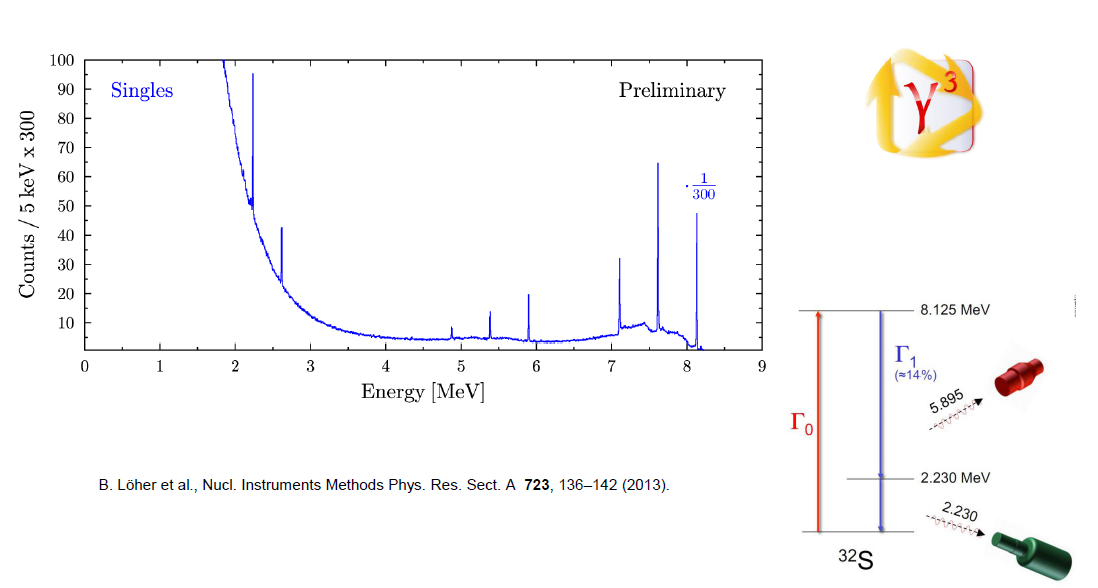 Singles
Preliminary
· 1/300
Counts / 5 keV x 300
100
90
80
70
60
50
40
30
20
10
0 1 2 3 4 5 6 7 8 9
Energy [MeV]
γ³
8.125 MeV
Γ₁
(≈14%)
Γ₀
5.895
2.230 MeV
2.230
³²S
B. Löher et al., Nucl. Instruments Methods Phys. Res. Sect. A 723, 136–142 (2013).